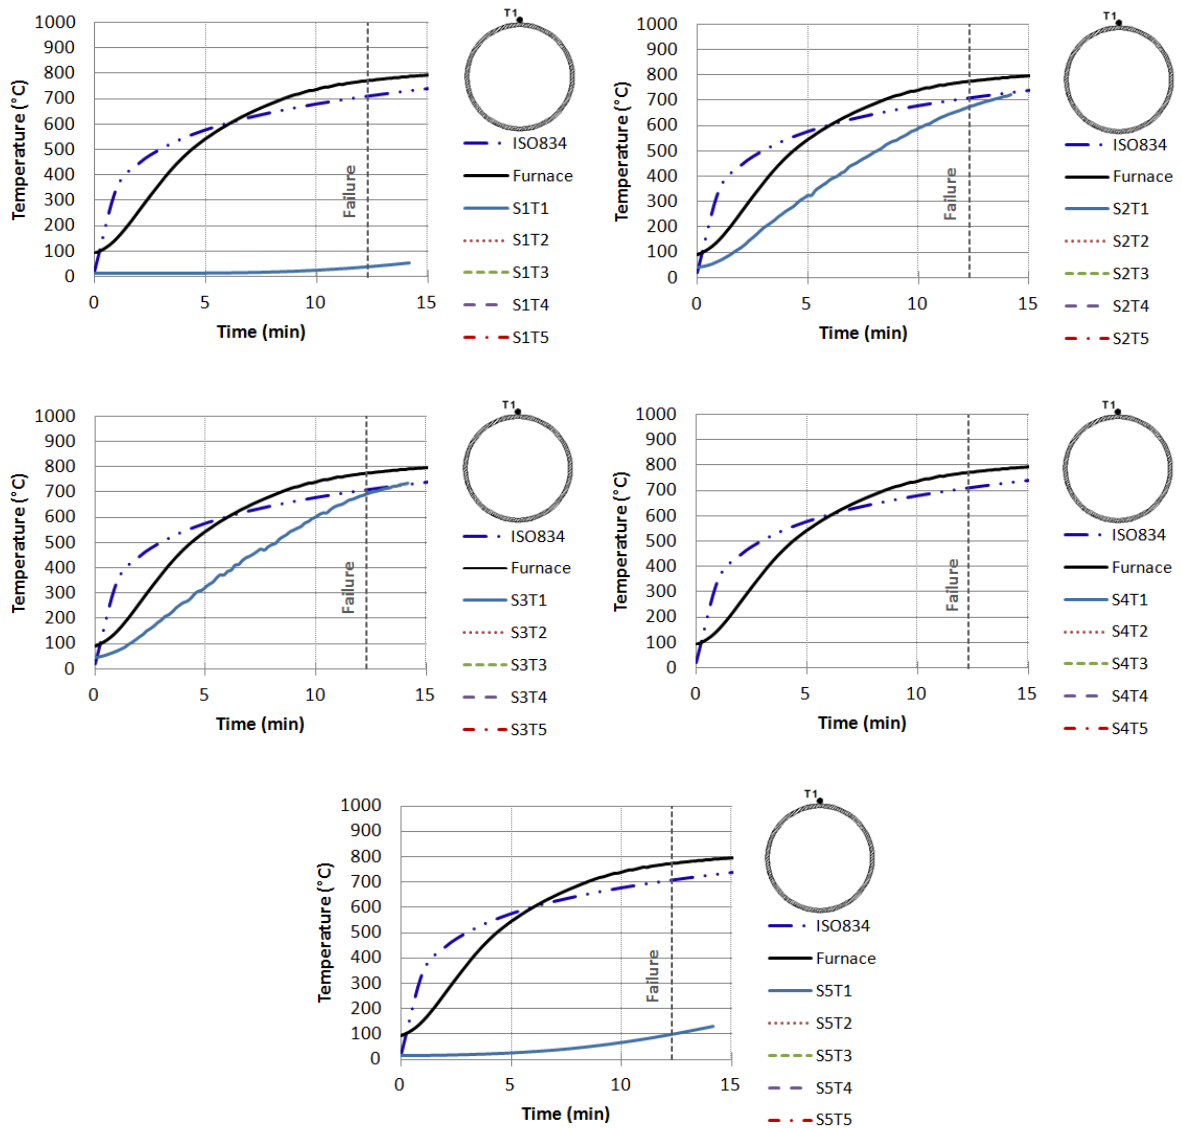 T1
1000
900
800
700
600
500
400
300
200
100
0
Temperature (°C)
Failure
0 5 10 15
Time (min)
ISO834
Furnace
S1T1
S1T2
S1T3
S1T4
S1T5
T1
1000
900
800
700
600
500
400
300
200
100
0
Temperature (°C)
Failure
0 5 10 15
Time (min)
ISO834
Furnace
S2T1
S2T2
S2T3
S2T4
S2T5
T1
1000
900
800
700
600
500
400
300
200
100
0
Temperature (°C)
Failure
0 5 10 15
Time (min)
ISO834
Furnace
S3T1
S3T2
S3T3
S3T4
S3T5
T1
1000
900
800
700
600
500
400
300
200
100
0
Temperature (°C)
Failure
0 5 10 15
Time (min)
ISO834
Furnace
S4T1
S4T2
S4T3
S4T4
S4T5
T1
1000
900
800
700
600
500
400
300
200
100
0
Temperature (°C)
Failure
0 5 10 15
Time (min)
ISO834
Furnace
S5T1
S5T2
S5T3
S5T4
S5T5